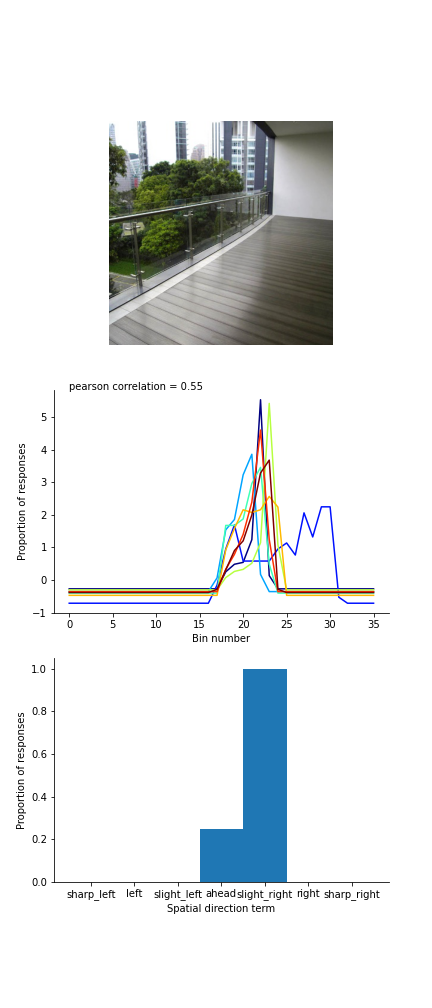 pearson correlation = 0.55
5
4
3
2
1
0
−1
Proportion of responses
0 5 10 15 20 25 30 35
Bin number
1.0
0.8
0.6
0.4
0.2
0.0
Proportion of responses
sharp_left left slight_left ahead slight_right right sharp_right
Spatial direction term